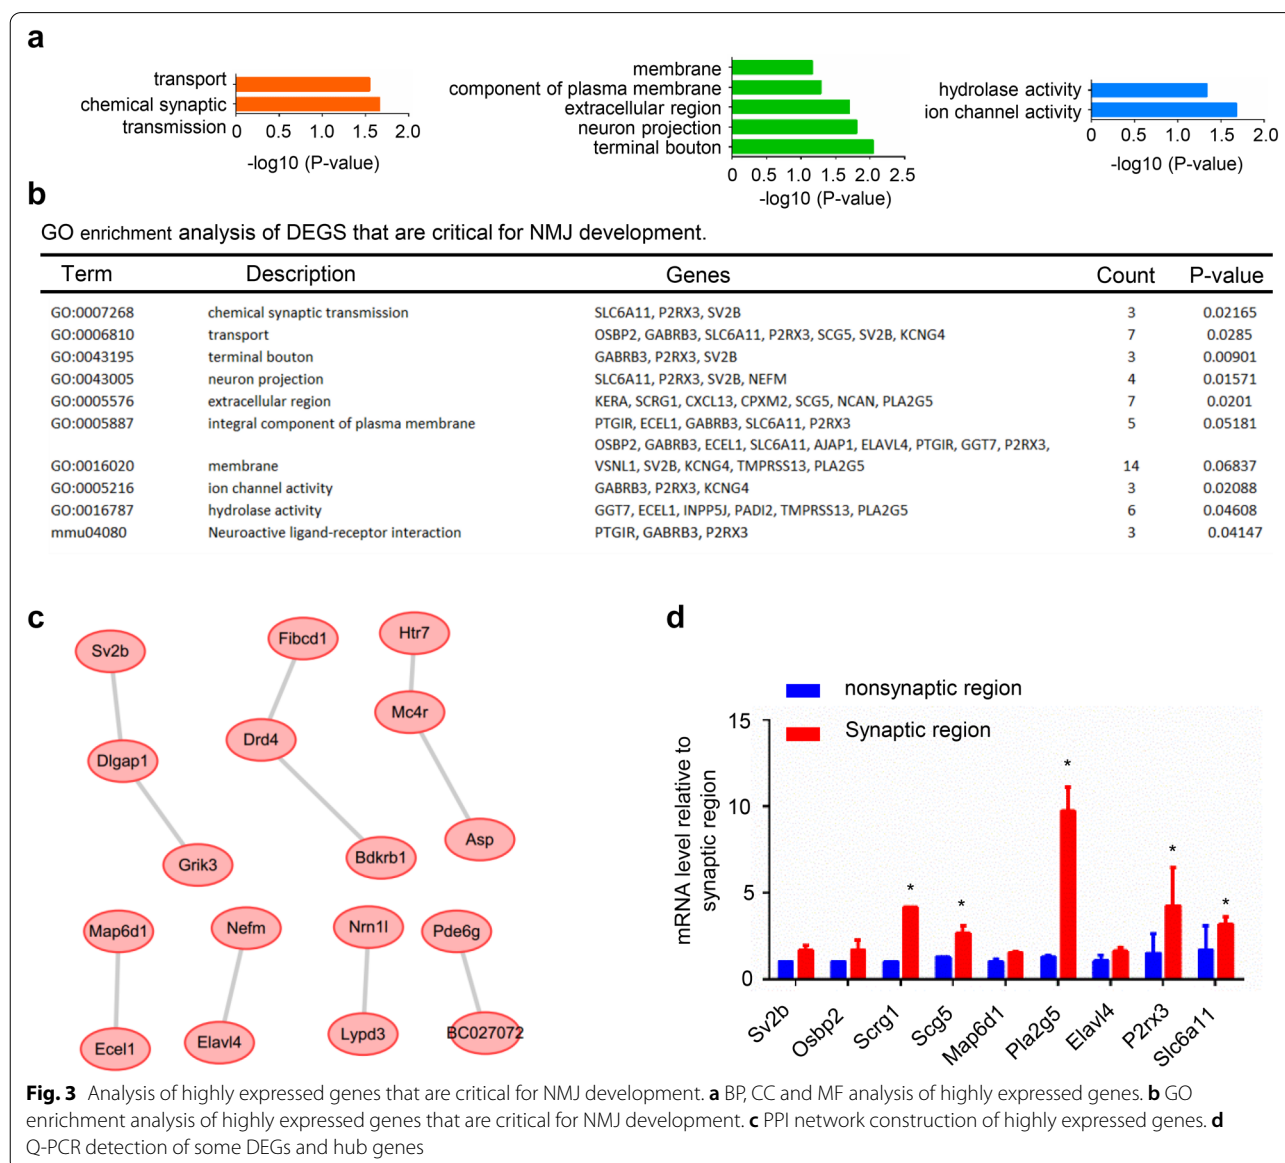 a
transport
chemical synaptic
transmission
0 0.5 1.0 1.5 2.0
-log10 (P-value)
membrane
component of plasma membrane
extracellular region
neuron projection
terminal bouton
0 0.5 1.0 1.5 2.0 2.5
-log10 (P-value)
hydrolase activity
ion channel activity
0 0.5 1.0 1.5 2.0
-log10 (P-value)
b
GO enrichment analysis of DEGS that are critical for NMJ development.
Term Description Genes Count P-value
GO:0007268 chemical synaptic transmission SLC6A11, P2RX3, SV2B 3 0.02165
GO:0006810 transport OSBP2, GABRB3, SLC6A11, P2RX3, SCG5, SV2B, KCNG4 7 0.0285
GO:0043195 terminal bouton GABRB3, P2RX3, SV2B 3 0.00901
GO:0043005 neuron projection SLC6A11, P2RX3, SV2B, NEFM 4 0.01571
GO:0005576 extracellular region KERA, SCRG1, CXCL13, CPXM2, SCG5, NCAN, PLA2G5 7 0.0201
GO:0005887 integral component of plasma membrane PTGIR, ECEL1, GABRB3, SLC6A11, P2RX3 5 0.05181
OSBP2, GABRB3, ECEL1, SLC6A11, AJAP1, ELAVL4, PTGIR, GGT7, P2RX3,
GO:0016020 membrane VSNL1, SV2B, KCNG4, TMPRSS13, PLA2G5 14 0.06837
GO:0005216 ion channel activity GABRB3, P2RX3, KCNG4 3 0.02088
GO:0016787 hydrolase activity GGT7, ECEL1, INPP5J, PADI2, TMPRSS13, PLA2G5 6 0.04608
mmu04080 Neuroactive ligand-receptor interaction PTGIR, GABRB3, P2RX3 3 0.04147
c
Sv2b
Dlgap1
Grik3
Fibcd1
Drd4
Bdkrb1
Htr7
Mc4r
Asp
Map6d1
Ecel1
Nefm
Elavl4
Nrn1l
Lypd3
Pde6g
BC027072
d
nonsynaptic region
Synaptic region
mRNA level relative to
synaptic region
15
10
5
0
* * * * *
Sv2b
Osbp2
Scrg1
Scg5
Map6d1
Pla2g5
Elavl4
P2rx3
Slc6a11
Fig. 3 Analysis of highly expressed genes that are critical for NMJ development. a BP, CC and MF analysis of highly expressed genes. b GO
enrichment analysis of highly expressed genes that are critical for NMJ development. c PPI network construction of highly expressed genes. d
Q-PCR detection of some DEGs and hub genes